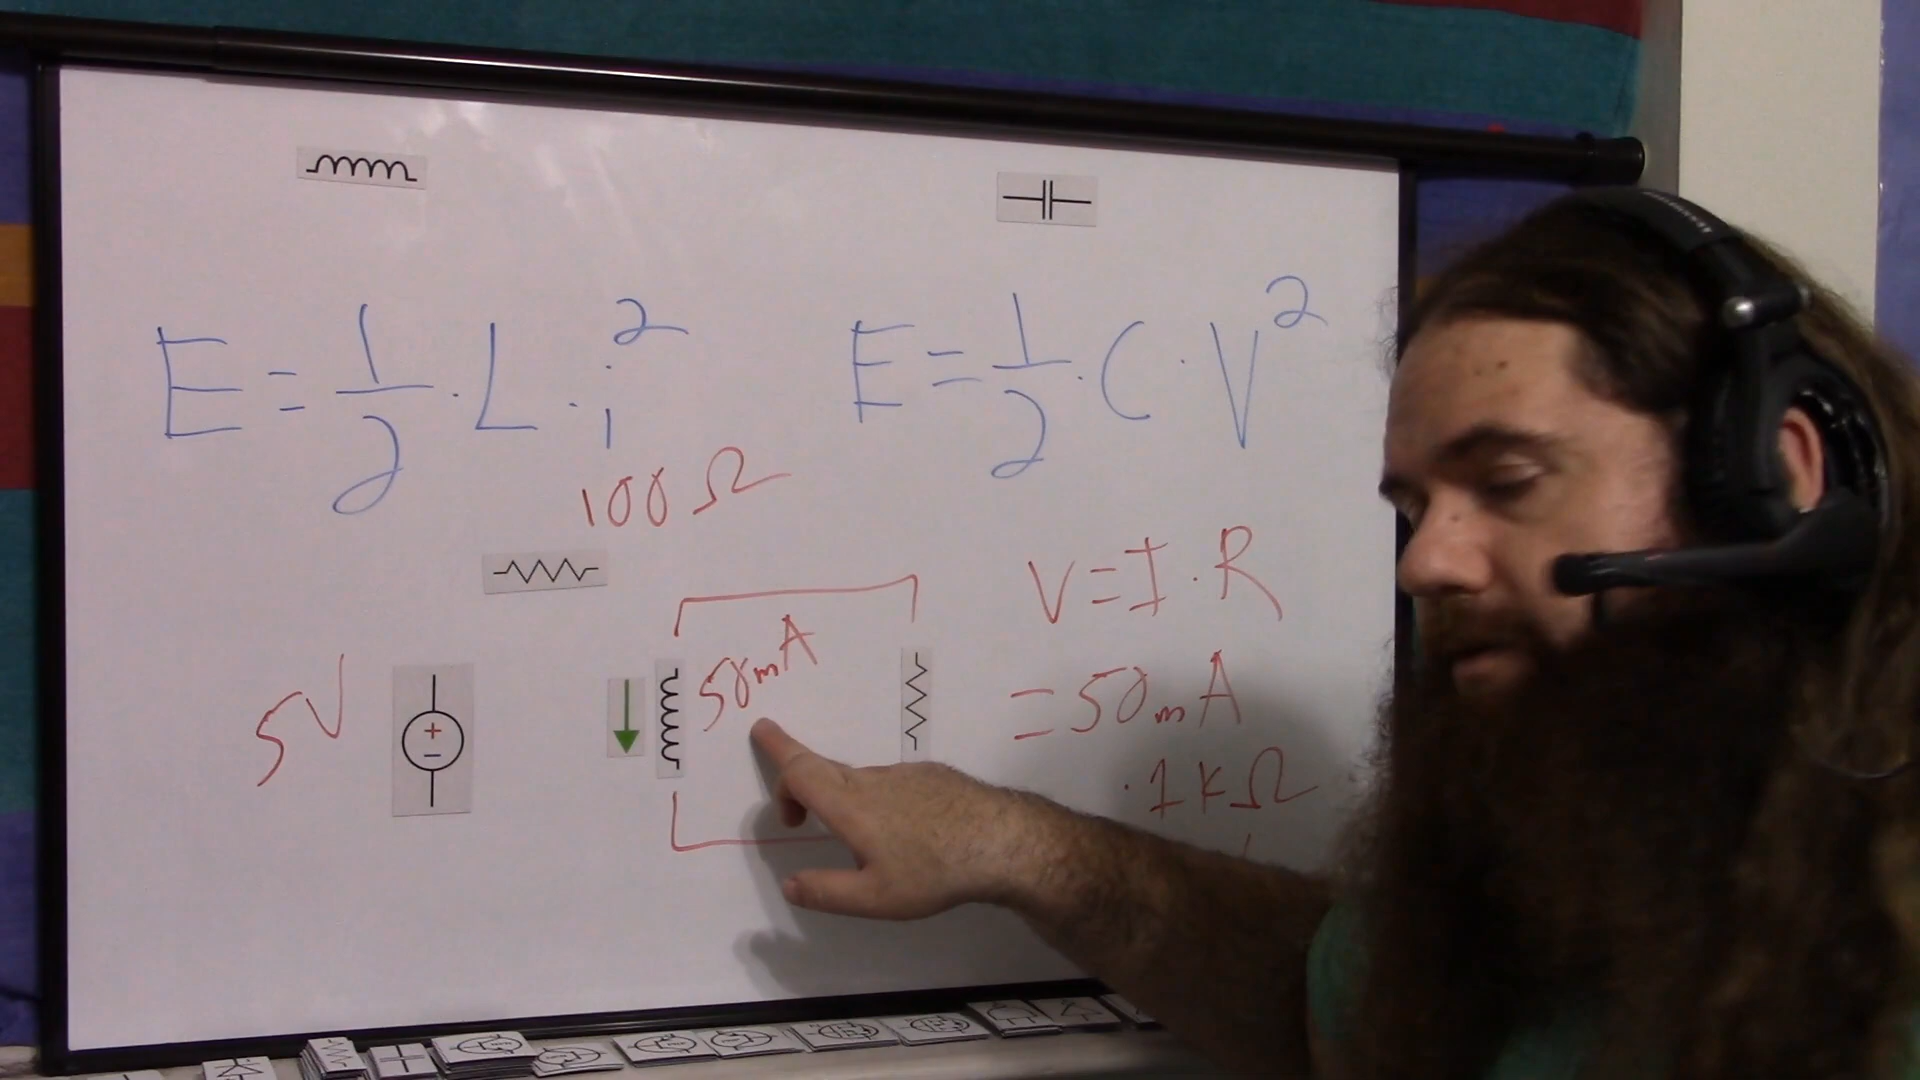 E = 1/2 · L · i²
E = 1/2 · C · V²
100 Ω
5V
50mA
V = I · R
= 50mA
· 1kΩ